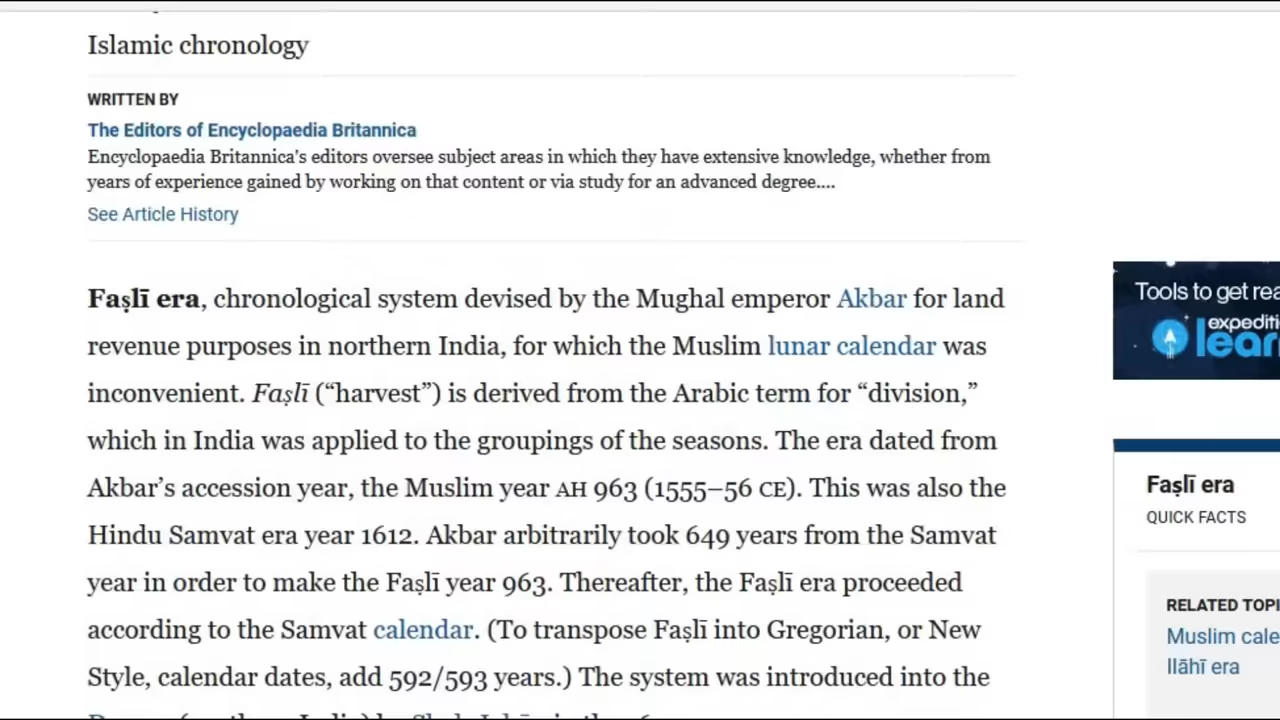 Islamic chronology
WRITTEN BY
The Editors of Encyclopaedia Britannica
Encyclopaedia Britannica's editors oversee subject areas in which they have extensive knowledge, whether from
years of experience gained by working on that content or via study for an advanced degree....
See Article History
Faṣlī era, chronological system devised by the Mughal emperor Akbar for land
revenue purposes in northern India, for which the Muslim lunar calendar was
inconvenient. Faṣlī (“harvest”) is derived from the Arabic term for “division,”
which in India was applied to the groupings of the seasons. The era dated from
Akbar’s accession year, the Muslim year AH 963 (1555–56 CE). This was also the
Hindu Samvat era year 1612. Akbar arbitrarily took 649 years from the Samvat
year in order to make the Faṣlī year 963. Thereafter, the Faṣlī era proceeded
according to the Samvat calendar. (To transpose Faṣlī into Gregorian, or New
Style, calendar dates, add 592/593 years.) The system was introduced into the
Tools to get rea
expediti
lear
Faṣlī era
QUICK FACTS
RELATED TOPI
Muslim cale
Ilāhī era